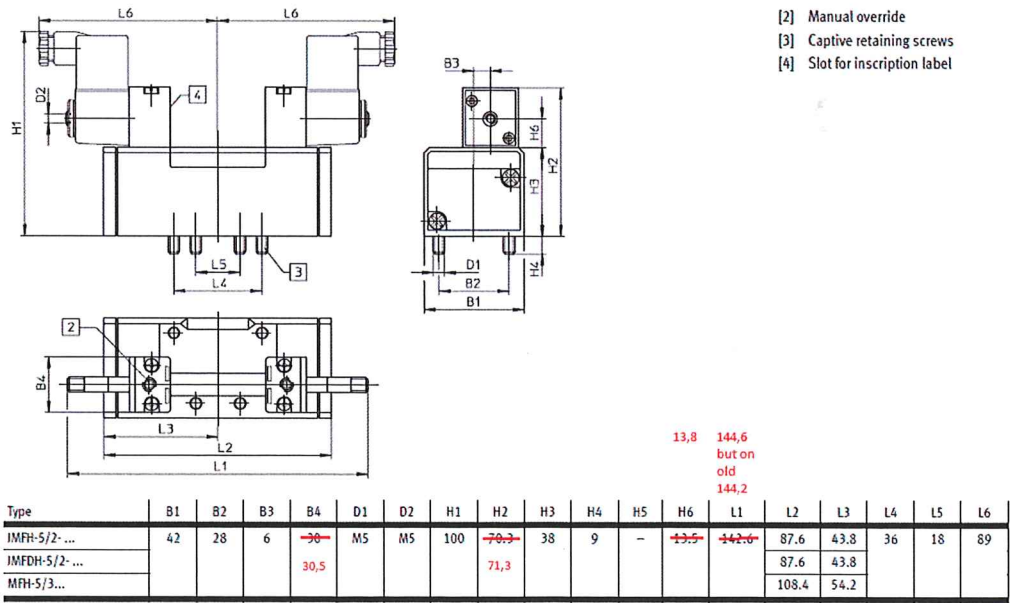 L6 L6
[2] Manual override
[3] Captive retaining screws
[4] Slot for inscription label
B3
4
D2
H1
H6
H2
H3
L5
3
D1
H4
L4
B2
B1
2
B4
L3
L2
L1
13,8 144,6
but on
old
144,2
Type B1 B2 B3 B4 D1 D2 H1 H2 H3 H4 H5 H6 L1 L2 L3 L4 L5 L6
JMFH-5/2- ... 42 28 6 30 M5 M5 100 70.3 38 9 – 13.5 142.6 87.6 43.8 36 18 89
JMFDH-5/2- ... 30,5 71,3 87.6 43.8
MFH-5/3... 108.4 54.2